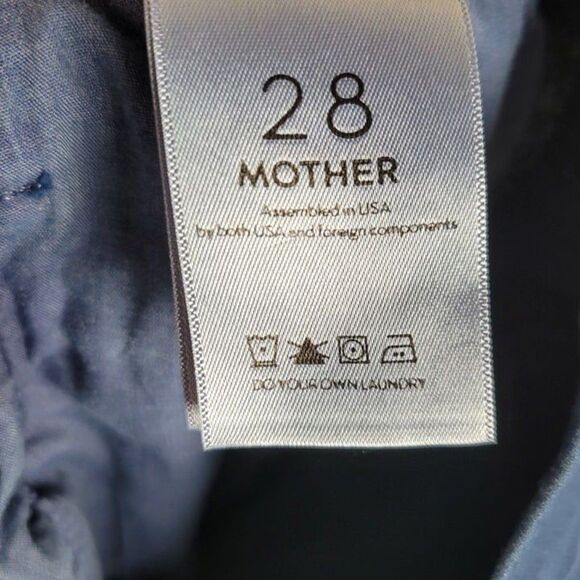 28
MOTHER
Assembled in USA
by both USA and foreign components
DO YOUR OWN LAUNDRY